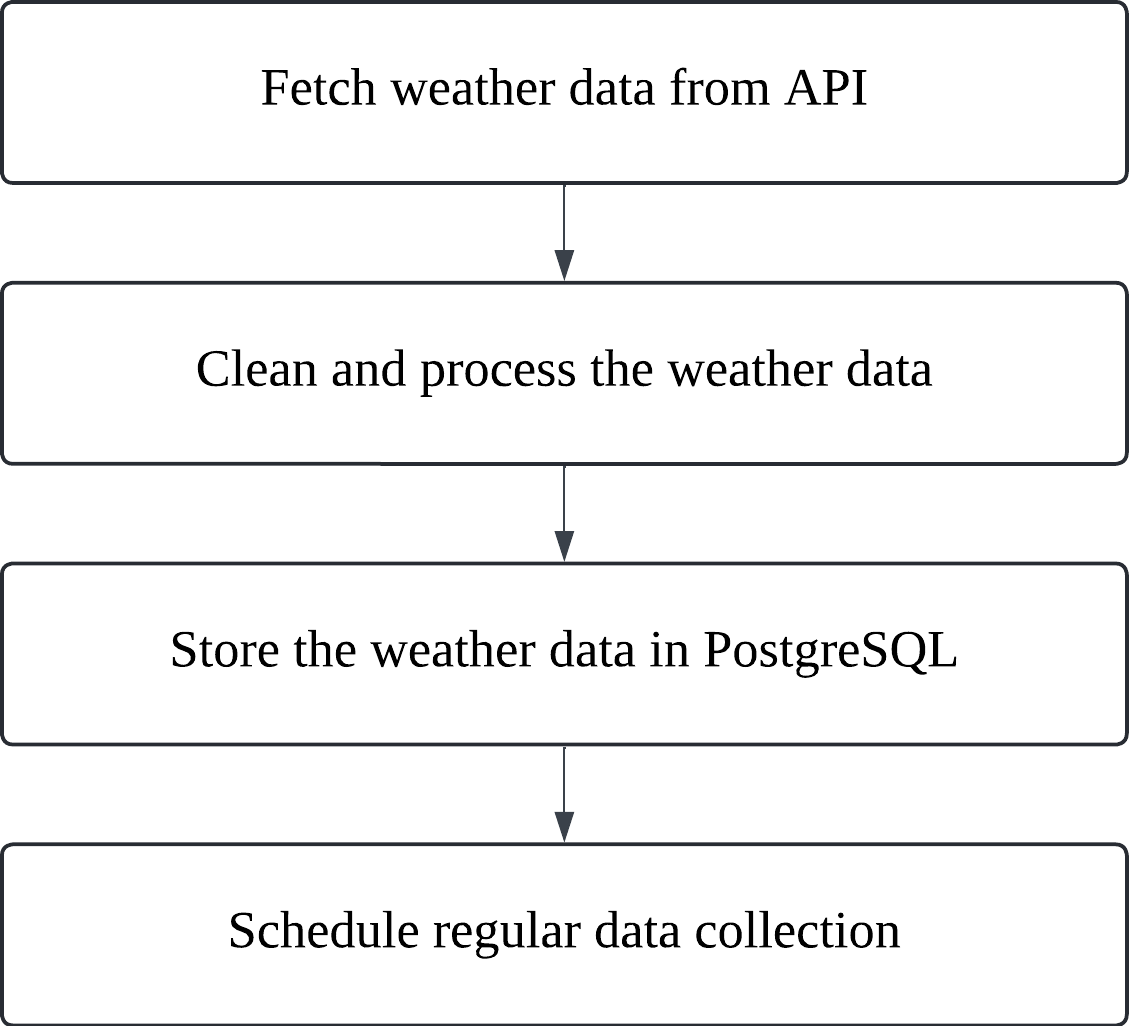 Fetch weather data from API
Clean and process the weather data
Store the weather data in PostgreSQL
Schedule regular data collection